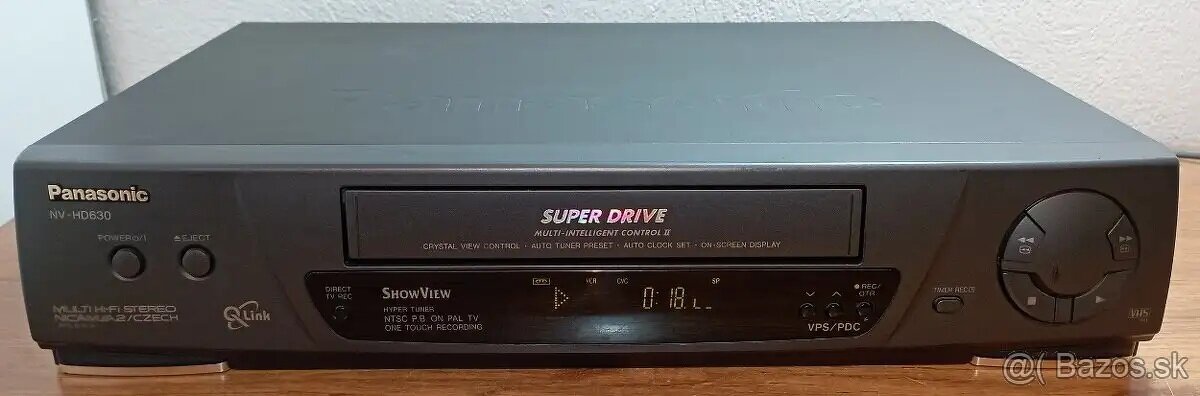 Panasonic
Panasonic
NV-HD630
POWER ⏻/I
⏏ EJECT
MULTI Hi-Fi STEREO
NICAM/A2/CZECH
Q Link
SUPER DRIVE
MULTI-INTELLIGENT CONTROL II
CRYSTAL VIEW CONTROL · AUTO TUNER PRESET · AUTO CLOCK SET · ON-SCREEN DISPLAY
DIRECT
TV REC
SHOWVIEW
HYPER TUNER
NTSC P.B. ON PAL TV
ONE TOUCH RECORDING
VCR
SP
0:18
● REC/
OTR
VPS/PDC
TIMER REC
VHS
@( Bazos.sk